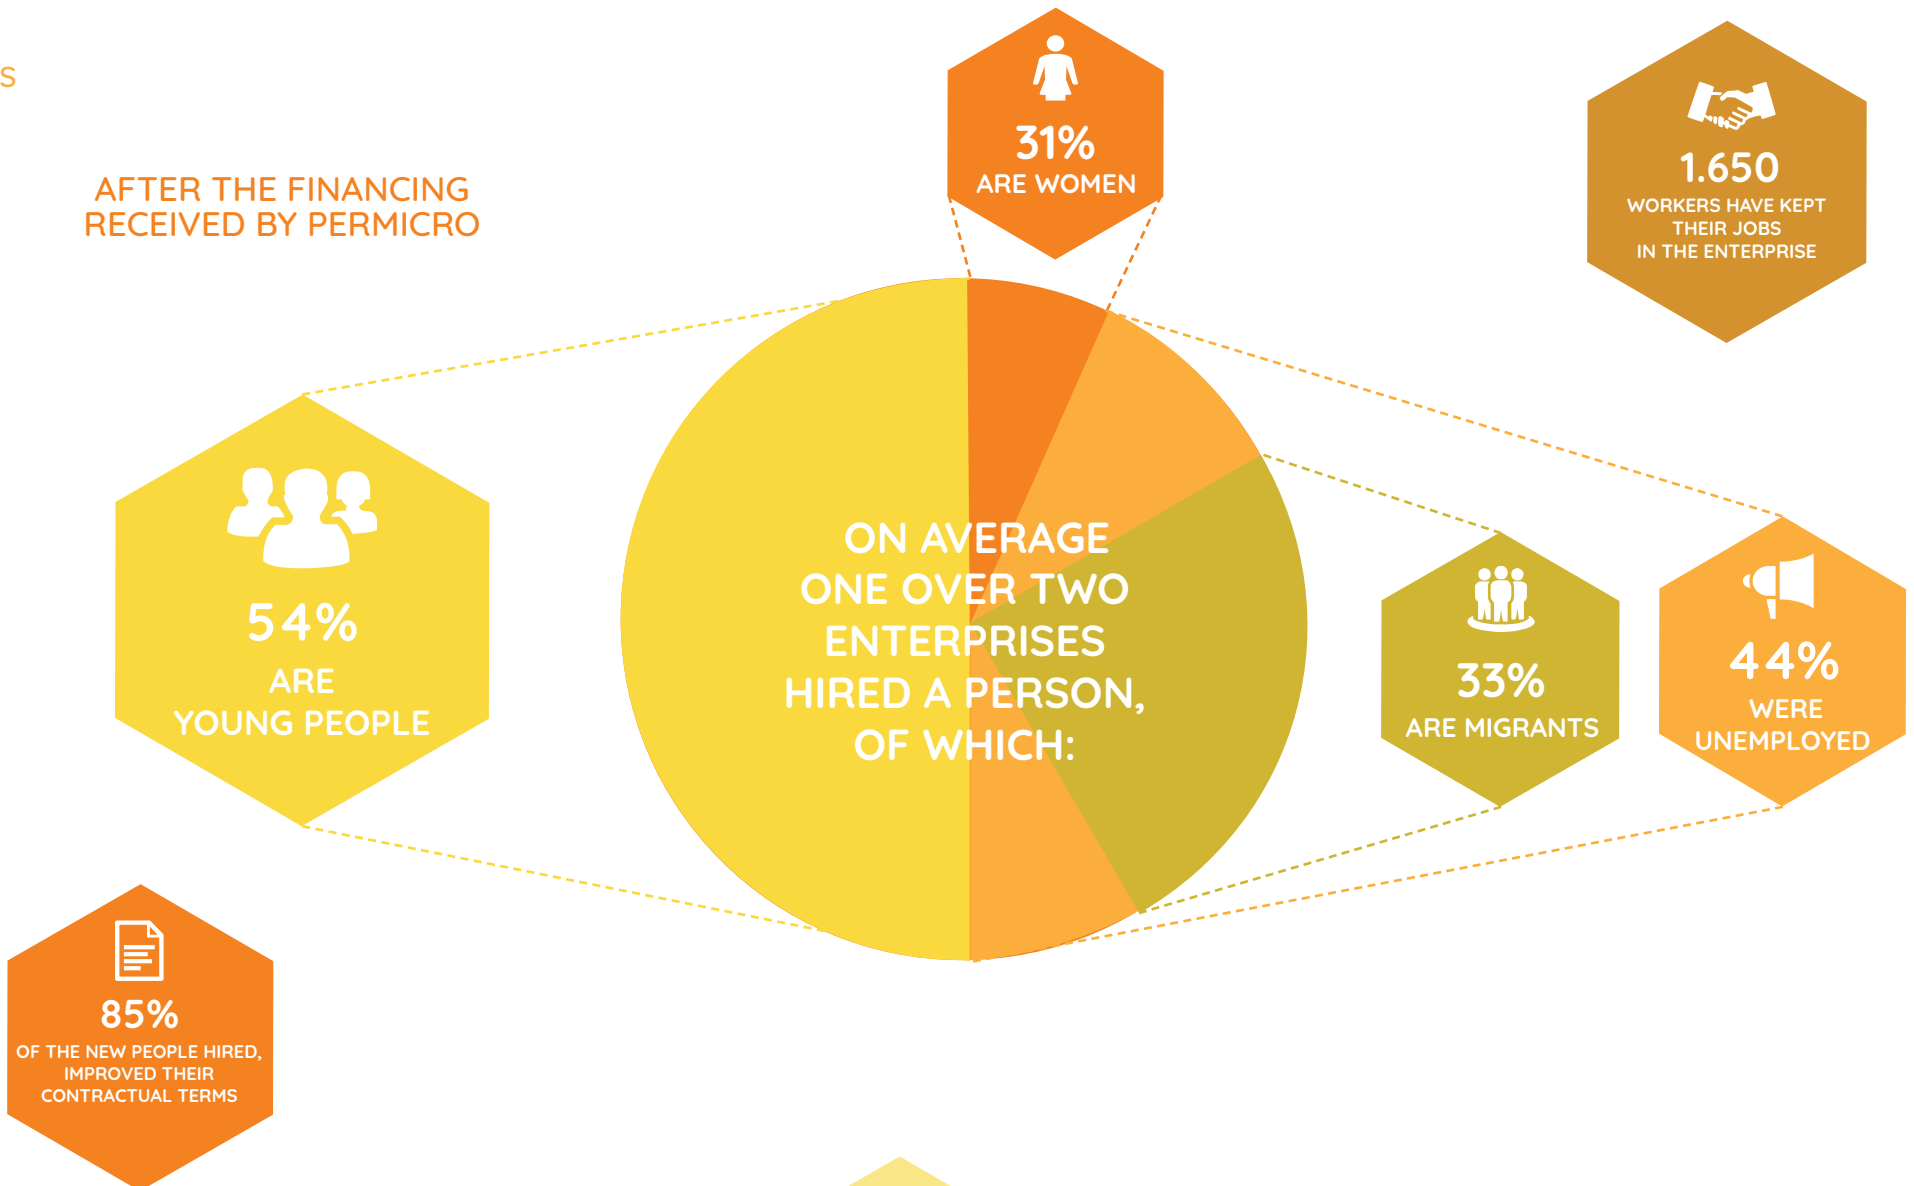 S
AFTER THE FINANCING
RECEIVED BY PERMICRO
31%
ARE WOMEN
1.650
WORKERS HAVE KEPT
THEIR JOBS
IN THE ENTERPRISE
54%
ARE
YOUNG PEOPLE
ON AVERAGE
ONE OVER TWO
ENTERPRISES
HIRED A PERSON,
OF WHICH:
33%
ARE MIGRANTS
44%
WERE
UNEMPLOYED
85%
OF THE NEW PEOPLE HIRED,
IMPROVED THEIR
CONTRACTUAL TERMS